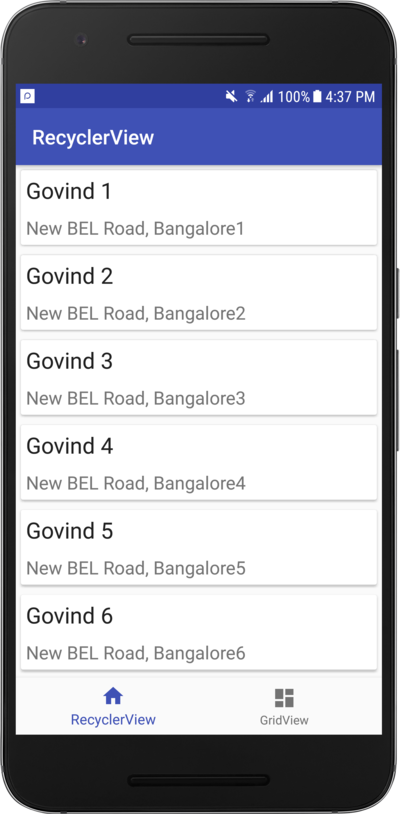 100% 4:37 PM
RecyclerView
Govind 1
New BEL Road, Bangalore1
Govind 2
New BEL Road, Bangalore2
Govind 3
New BEL Road, Bangalore3
Govind 4
New BEL Road, Bangalore4
Govind 5
New BEL Road, Bangalore5
Govind 6
New BEL Road, Bangalore6
RecyclerView GridView